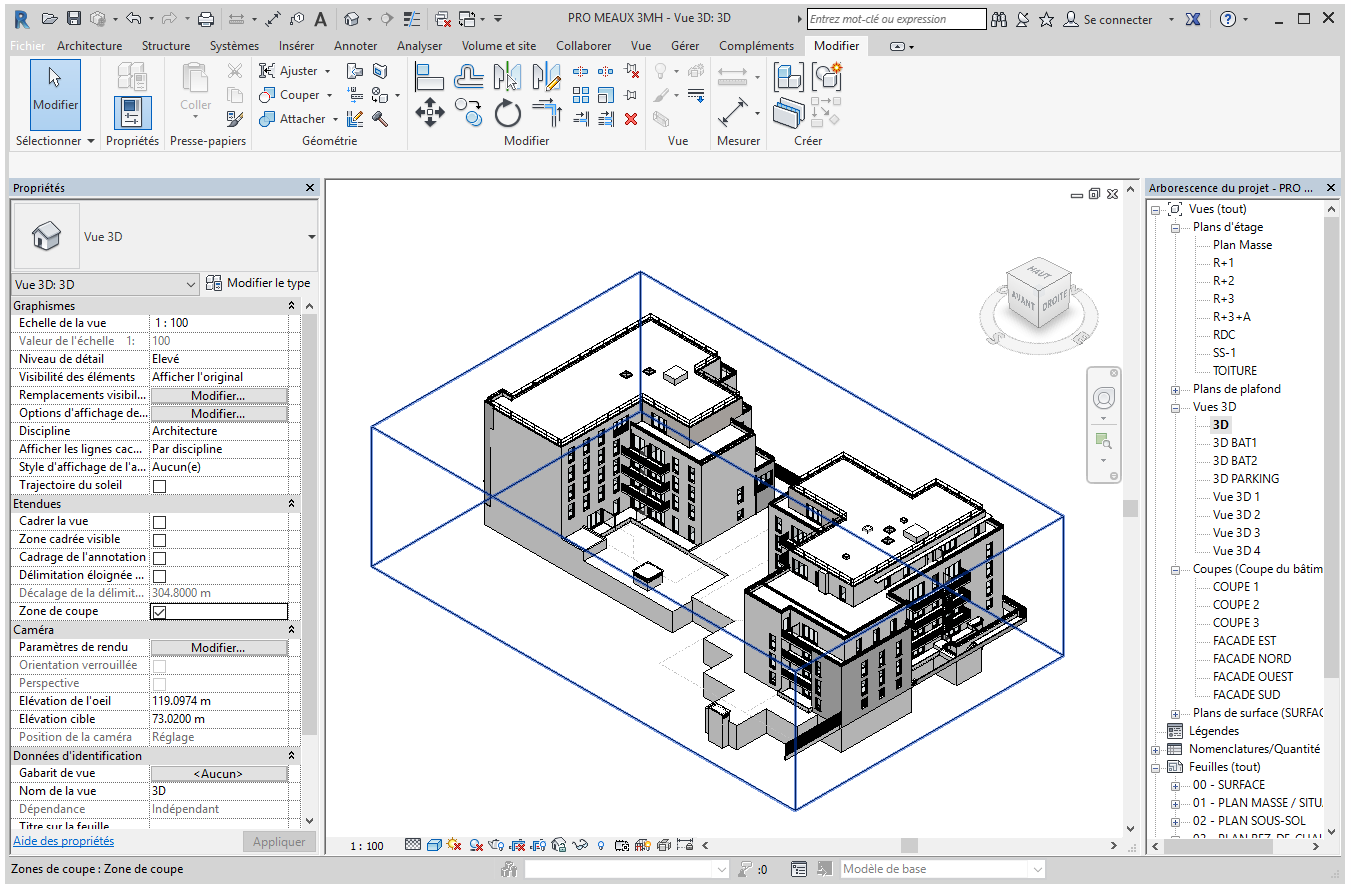 PRO MEAUX 3MH - Vue 3D: 3D
Entrez mot-clé ou expression
Se connecter
Fichier Architecture Structure Systèmes Insérer Annoter Analyser Volume et site Collaborer Vue Gérer Compléments Modifier
Modifier
Coller
Ajuster
Couper
Attacher
Sélectionner Propriétés Presse-papiers Géométrie Modifier Vue Mesurer Créer
Propriétés
Vue 3D
Vue 3D: 3D Modifier le type
Graphismes
Echelle de la vue 1 : 100
Valeur de l'échelle 1: 100
Niveau de détail Elevé
Visibilité des éléments Afficher l'original
Remplacements visibil... Modifier...
Options d'affichage de... Modifier...
Discipline Architecture
Afficher les lignes cac... Par discipline
Style d'affichage de l'a... Aucun(e)
Trajectoire du soleil
Etendues
Cadrer la vue
Zone cadrée visible
Cadrage de l'annotation
Délimitation éloignée ...
Décalage de la délimit... 304.8000 m
Zone de coupe
Caméra
Paramètres de rendu Modifier...
Orientation verrouillée
Perspective
Elévation de l'oeil 119.0974 m
Elévation cible 73.0200 m
Position de la caméra Réglage
Données d'identification
Gabarit de vue <Aucun>
Nom de la vue 3D
Dépendance Indépendant
Titre sur la feuille
Aide des propriétés Appliquer
HAUT
AVANT DROITE
1 : 100
Arborescence du projet - PRO ...
Vues (tout)
Plans d'étage
Plan Masse
R+1
R+2
R+3
R+3+A
RDC
SS-1
TOITURE
Plans de plafond
Vues 3D
3D
3D BAT1
3D BAT2
3D PARKING
Vue 3D 1
Vue 3D 2
Vue 3D 3
Vue 3D 4
Coupes (Coupe du bâtim
COUPE 1
COUPE 2
COUPE 3
FACADE EST
FACADE NORD
FACADE OUEST
FACADE SUD
Plans de surface (SURFAC
Légendes
Nomenclatures/Quantité
Feuilles (tout)
00 - SURFACE
01 - PLAN MASSE / SITU
02 - PLAN SOUS-SOL
03 - PLAN REZ-DE-CHAU
Zones de coupe : Zone de coupe
:0
Modèle de base